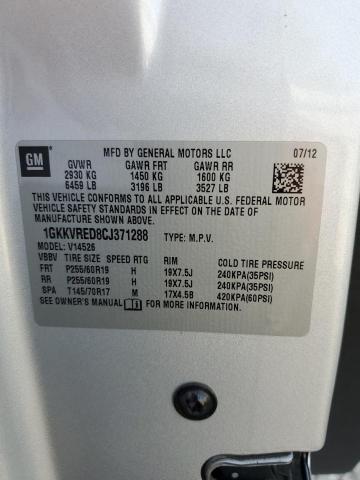 GM
MFD BY GENERAL MOTORS LLC 07/12
GVWR GAWR FRT GAWR RR
2930 KG 1450 KG 1600 KG
6459 LB 3196 LB 3527 LB
THIS VEHICLE CONFORMS TO ALL APPLICABLE U.S. FEDERAL MOTOR
VEHICLE SAFETY STANDARDS IN EFFECT ON THE DATE OF
MANUFACTURE SHOWN ABOVE.
1GKKVRED8CJ371288 TYPE: M.P.V.
MODEL: V14526
VBBV TIRE SIZE SPEED RTG RIM COLD TIRE PRESSURE
FRT P255/60R19 H 19X7.5J 240KPA(35PSI)
RR P255/60R19 H 19X7.5J 240KPA(35PSI)
SPA T145/70R17 M 17X4.5B 420KPA(60PSI)
SEE OWNER'S MANUAL FOR MORE INFORMATION.